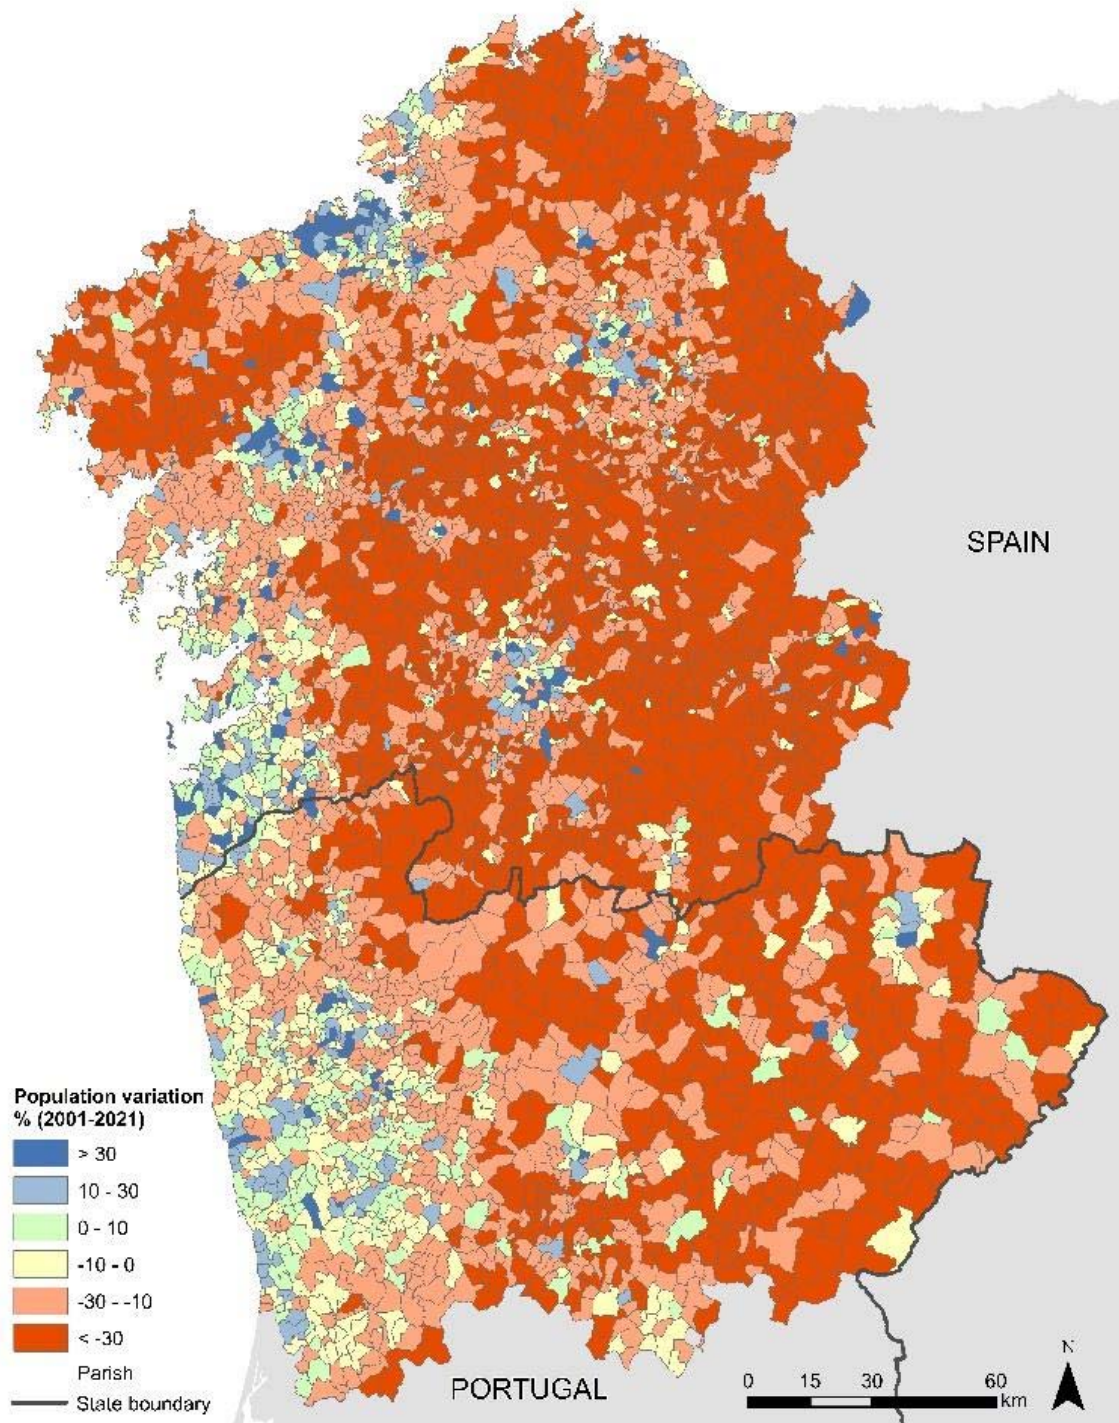 SPAIN
Population variation
% (2001-2021)
> 30
10 - 30
0 - 10
-10 - 0
-30 - -10
< -30
Parish
State boundary
PORTUGAL
N
0 15 30 60
km